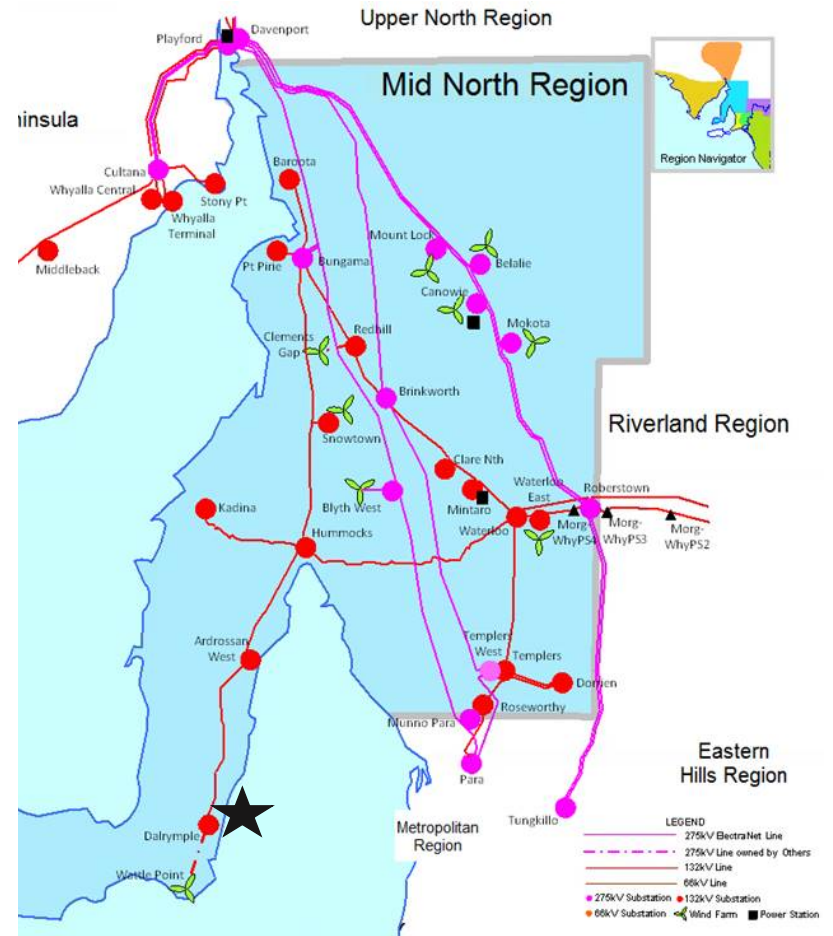 Upper North Region
Playford
Davenport
Mid North Region
ninsula
Region Navigator
Cultana
Whyalla Central
Stony Pt
Whyalla
Terminal
Baroota
Middleback
Pt Pirie
Bungama
Mount Lock
Belalie
Canowie
Mokota
Clements
Gap
Redhill
Brinkworth
Snowtown
Riverland Region
Clare Nth
Blyth West
Mintaro
Waterloo
East
Roberstown
Kadina
Waterloo
Morg-
WhyPS4
Morg-
WhyPS3
Morg-
WhyPS2
Hummocks
Ardrossan
West
Templers
West
Templers
Dorrien
Roseworthy
Munno Para
Para
Eastern
Hills Region
Tungkillo
Metropolitan
Region
Dalrymple
Wattle Point
LEGEND
275kV ElectraNet Line
275kV Line owned by Others
132kV Line
66kV Line
275kV Substation
132kV Substation
66kV Substation
Wind Farm
Power Station